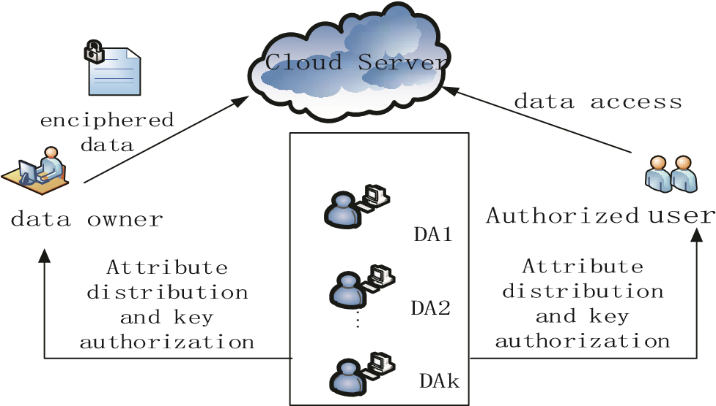 Cloud Server
enciphered
data
data access
data owner
Authorized user
DA1
DA2
DAk
Attribute
distribution
and key
authorization
Attribute
distribution
and key
authorization